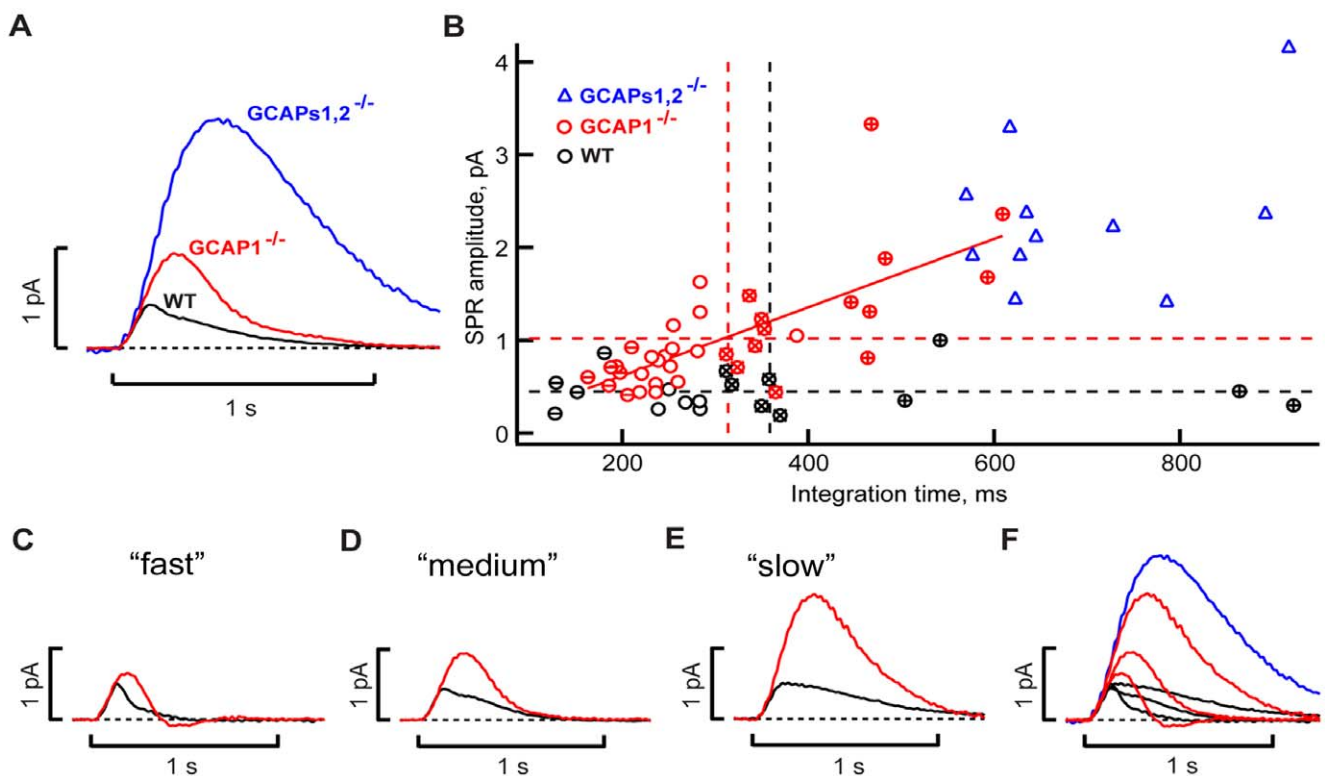 A
GCAPs1,2-/-
GCAP1-/-
WT
1 pA
1 s
B
GCAPs1,2-/-
GCAP1-/-
WT
SPR amplitude, pA
4
3
2
1
0
200 400 600 800
Integration time, ms
C
"fast"
1 pA
1 s
D
"medium"
1 pA
1 s
E
"slow"
1 pA
1 s
F
1 pA
1 s